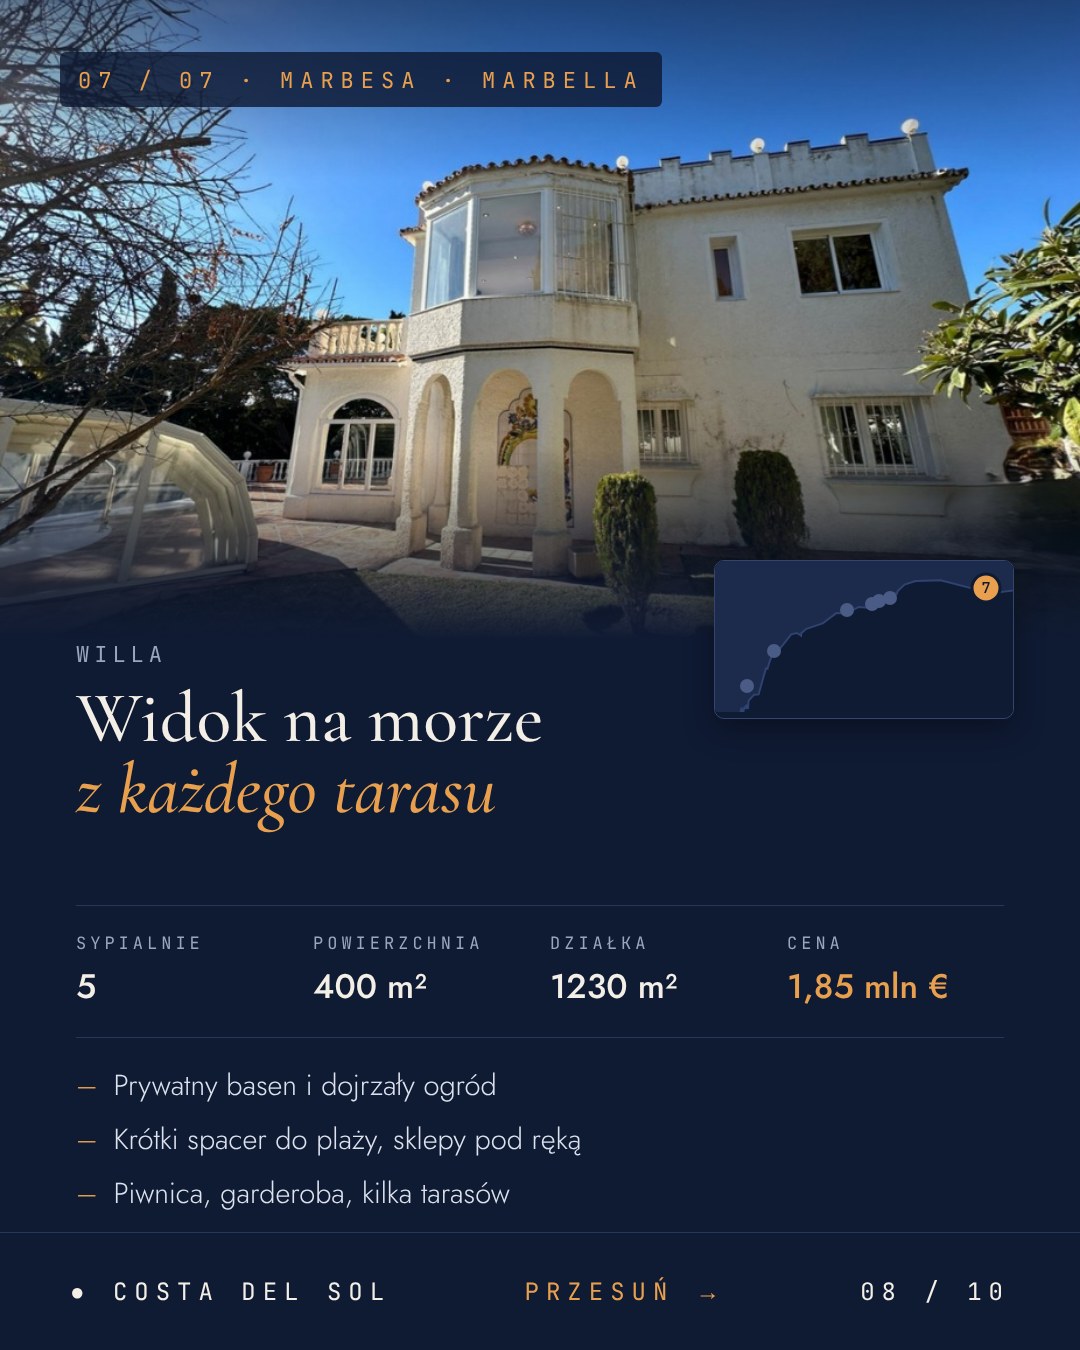 07 / 07 · MARBESA · MARBELLA
7
WILLA
Widok na morze
z każdego tarasu
SYPIALNIE POWIERZCHNIA DZIAŁKA CENA
5 400 m² 1230 m² 1,85 mln €
— Prywatny basen i dojrzały ogród
— Krótki spacer do plaży, sklepy pod ręką
— Piwnica, garderoba, kilka tarasów
• COSTA DEL SOL PRZESUŃ → 08 / 10